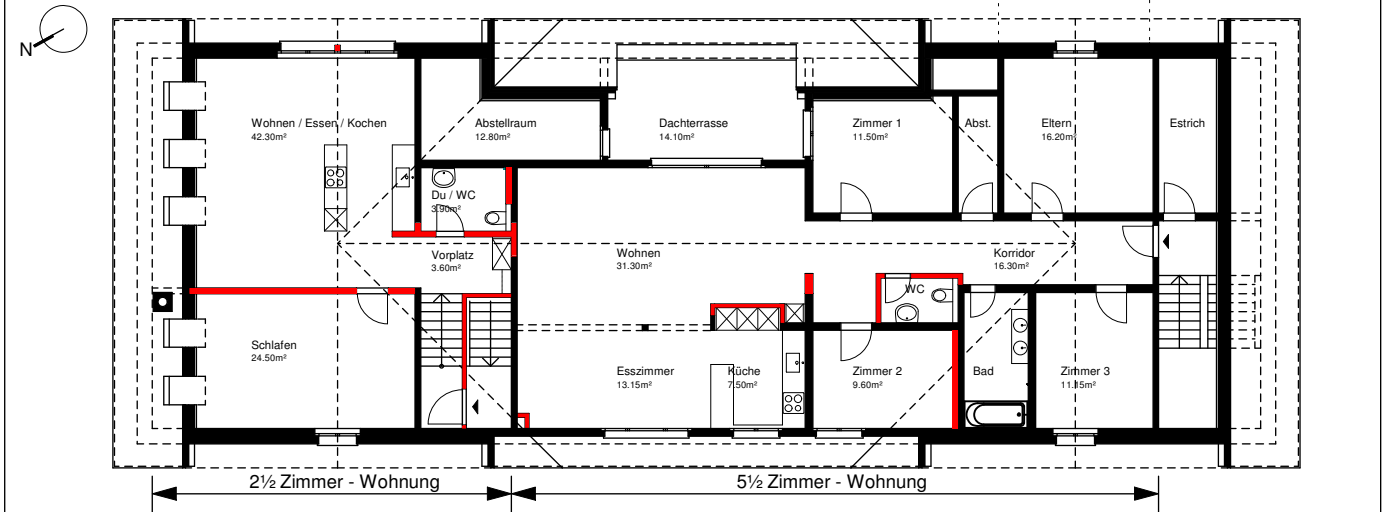 N
Wohnen / Essen / Kochen
42.30m²
Abstellraum
12.80m²
Dachterrasse
14.10m²
Zimmer 1
11.50m²
Abst.
Eltern
16.20m²
Estrich
Du / WC
3.90m²
Vorplatz
3.60m²
Wohnen
31.30m²
Korridor
16.30m²
WC
Schlafen
24.50m²
Esszimmer
13.15m²
Küche
7.50m²
Zimmer 2
9.60m²
Bad
Zimmer 3
11.15m²
2½ Zimmer - Wohnung
5½ Zimmer - Wohnung